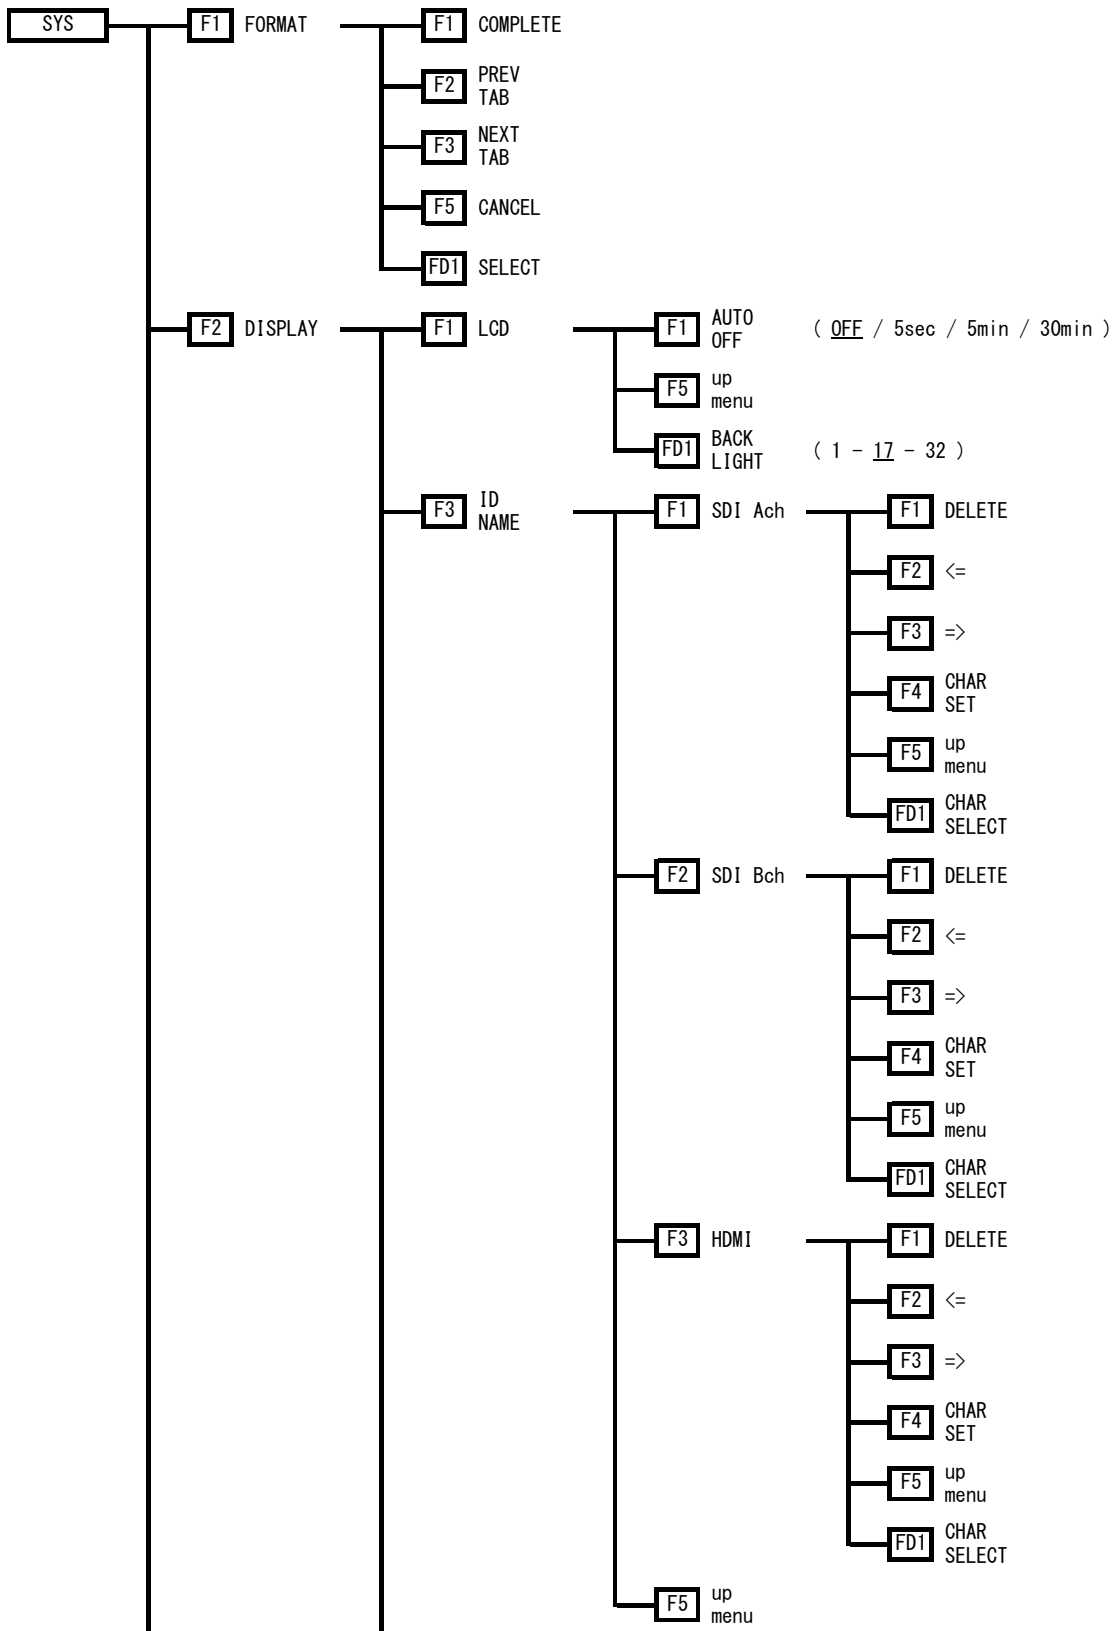 SYS F1 FORMAT F1 COMPLETE
F2 PREV
TAB
F3 NEXT
TAB
F5 CANCEL
FD1 SELECT
F2 DISPLAY F1 LCD F1 AUTO
OFF ( OFF / 5sec / 5min / 30min )
F5 up
menu
FD1 BACK
LIGHT ( 1 - 17 - 32 )
F3 ID
NAME
F1 SDI Ach F1 DELETE
F2 <=
F3 =>
F4 CHAR
SET
F5 up
menu
FD1 CHAR
SELECT
F2 SDI Bch F1 DELETE
F2 <=
F3 =>
F4 CHAR
SET
F5 up
menu
FD1 CHAR
SELECT
F3 HDMI F1 DELETE
F2 <=
F3 =>
F4 CHAR
SET
F5 up
menu
FD1 CHAR
SELECT
F5 up
menu